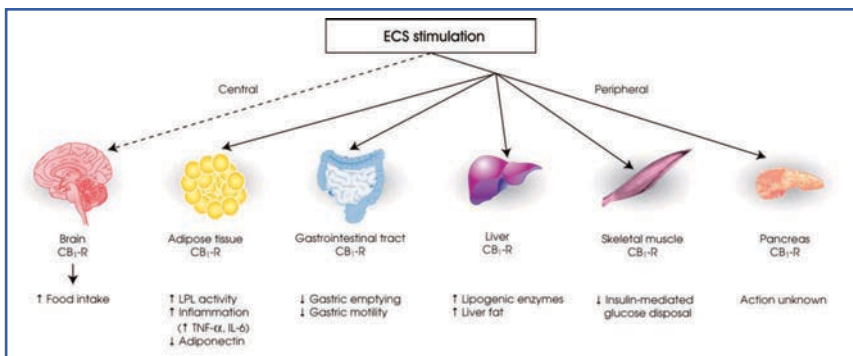 ECS stimulation
Central
Peripheral
Brain
CB₁-R
↑ Food intake
Adipose tissue
CB₁-R
↑ LPL activity
↑ Inflammation
(↑ TNF-α, IL-6)
↓ Adiponectin
Gastrointestinal tract
CB₁-R
↓ Gastric emptying
↓ Gastric motility
Liver
CB₁-R
↑ Lipogenic enzymes
↑ Liver fat
Skeletal muscle
CB₁-R
↓ Insulin-mediated
glucose disposal
Pancreas
CB₁-R
Action unknown